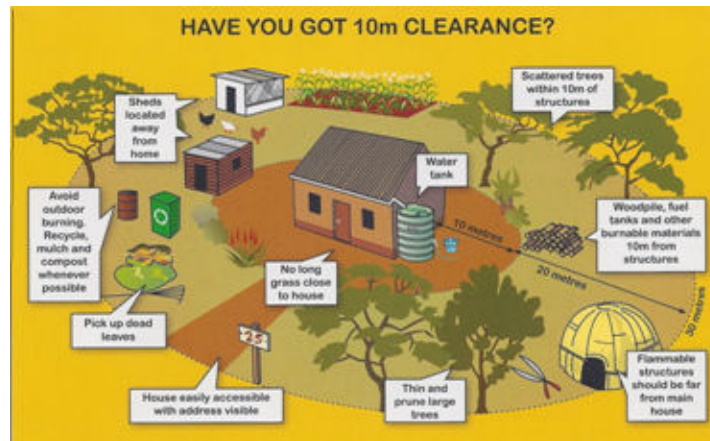 HAVE YOU GOT 10m CLEARANCE?
Scattered trees
within 10m of
structures
Sheds
located
away
from
home
Water
tank
Avoid
outdoor
burning.
Recycle,
mulch and
compost
whenever
possible
10 metres
Woodpile, fuel
tanks and other
burnable materials
10m from
structures
20 metres
30 metres
No long
grass close
to house
Pick up dead
leaves
25
House easily accessible
with address visible
Thin and
prune large
trees
Flammable
structures
should be far
from main
house